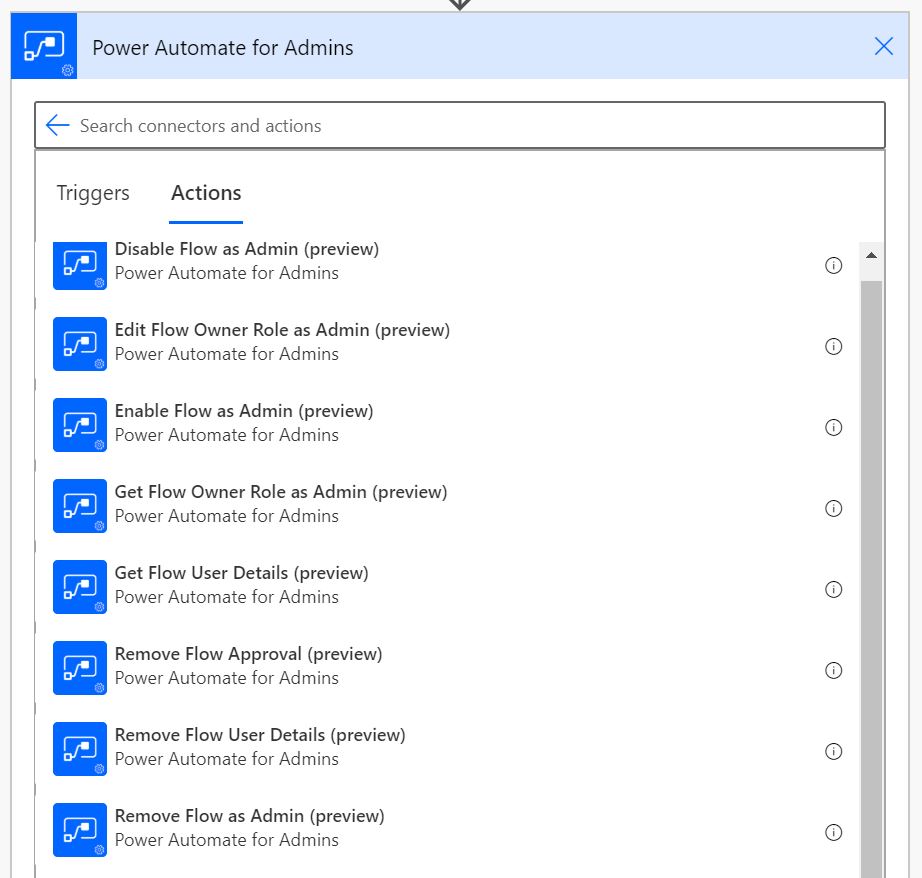 Power Automate for Admins
Search connectors and actions
Triggers Actions
Disable Flow as Admin (preview)
Power Automate for Admins
Edit Flow Owner Role as Admin (preview)
Power Automate for Admins
Enable Flow as Admin (preview)
Power Automate for Admins
Get Flow Owner Role as Admin (preview)
Power Automate for Admins
Get Flow User Details (preview)
Power Automate for Admins
Remove Flow Approval (preview)
Power Automate for Admins
Remove Flow User Details (preview)
Power Automate for Admins
Remove Flow as Admin (preview)
Power Automate for Admins